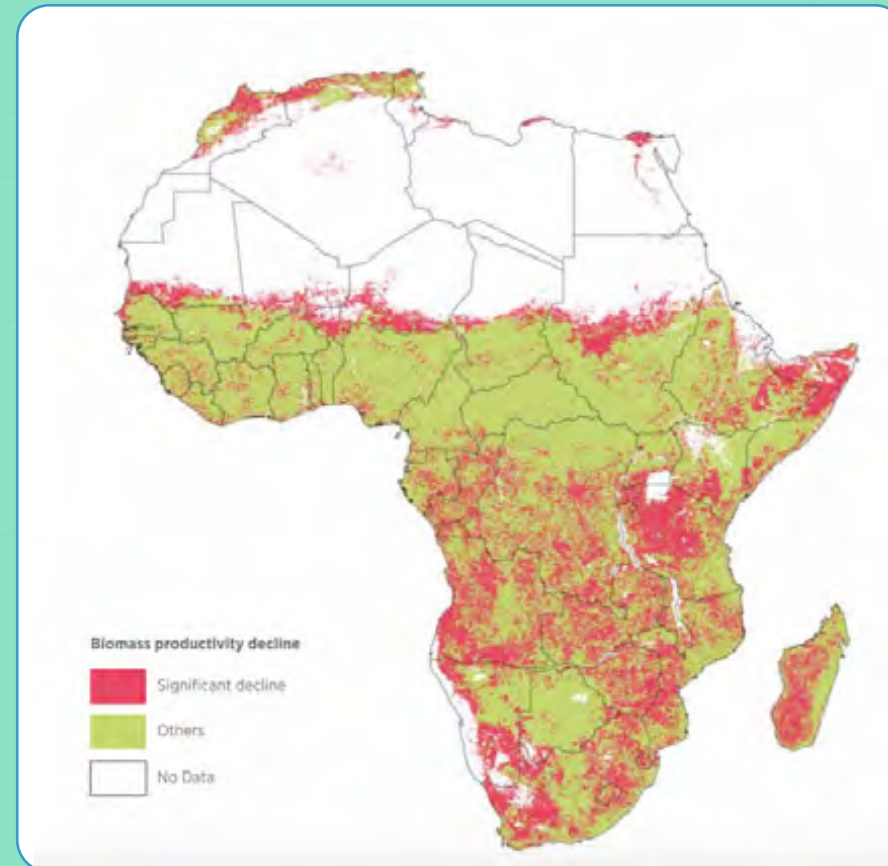 Biomass productivity decline
Significant decline
Others
No Data